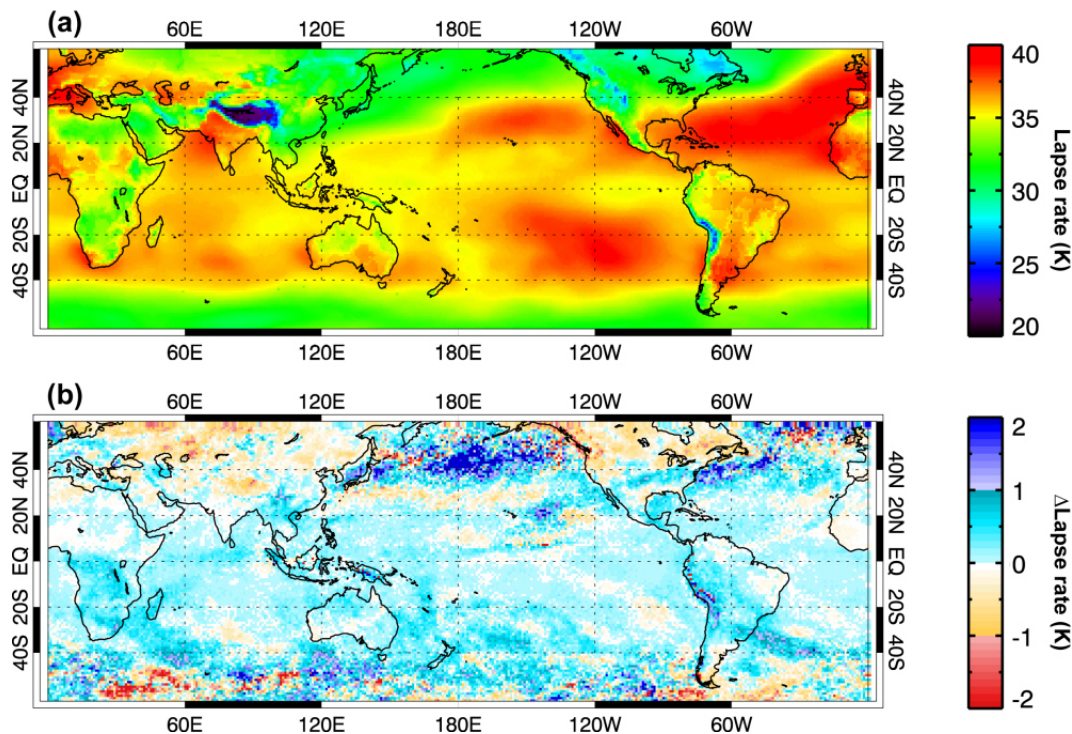 (a)
60E 120E 180E 120W 60W
40N 20N EQ 20S 40S
40N 20N EQ 20S 40S
60E 120E 180E 120W 60W
40
35
30
25
20
Lapse rate (K)
(b)
60E 120E 180E 120W 60W
40N 20N EQ 20S 40S
40N 20N EQ 20S 40S
60E 120E 180E 120W 60W
2
1
0
-1
-2
ΔLapse rate (K)